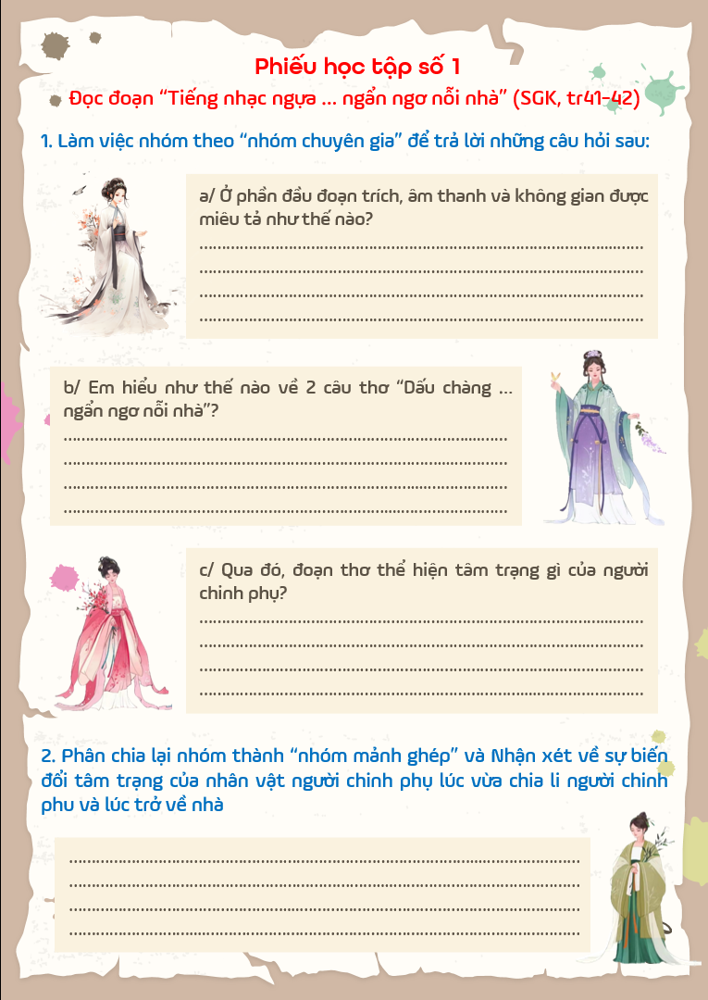 Phiếu học tập số 1
Đọc đoạn “Tiếng nhạc ngựa ... ngẩn ngơ nỗi nhà” (SGK, tr41-42)
1. Làm việc nhóm theo “nhóm chuyên gia” để trả lời những câu hỏi sau:
a/ Ở phần đầu đoạn trích, âm thanh và không gian được
miêu tả như thế nào?
b/ Em hiểu như thế nào về 2 câu thơ “Dấu chàng ...
ngẩn ngơ nỗi nhà”?
c/ Qua đó, đoạn thơ thể hiện tâm trạng gì của người
chinh phụ?
2. Phân chia lại nhóm thành “nhóm mảnh ghép” và Nhận xét về sự biến
đổi tâm trạng của nhân vật người chinh phụ lúc vừa chia li người chinh
phu và lúc trở về nhà